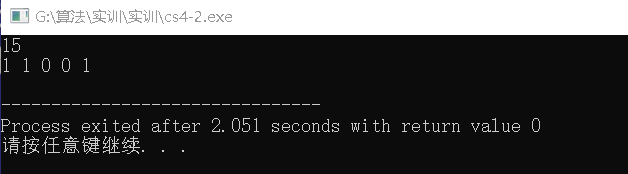 G:\算法\实训\实训\cs4-2.exe
15
1 1 0 0 1
--------------------------------
Process exited after 2.051 seconds with return value 0
请按任意键继续. . .